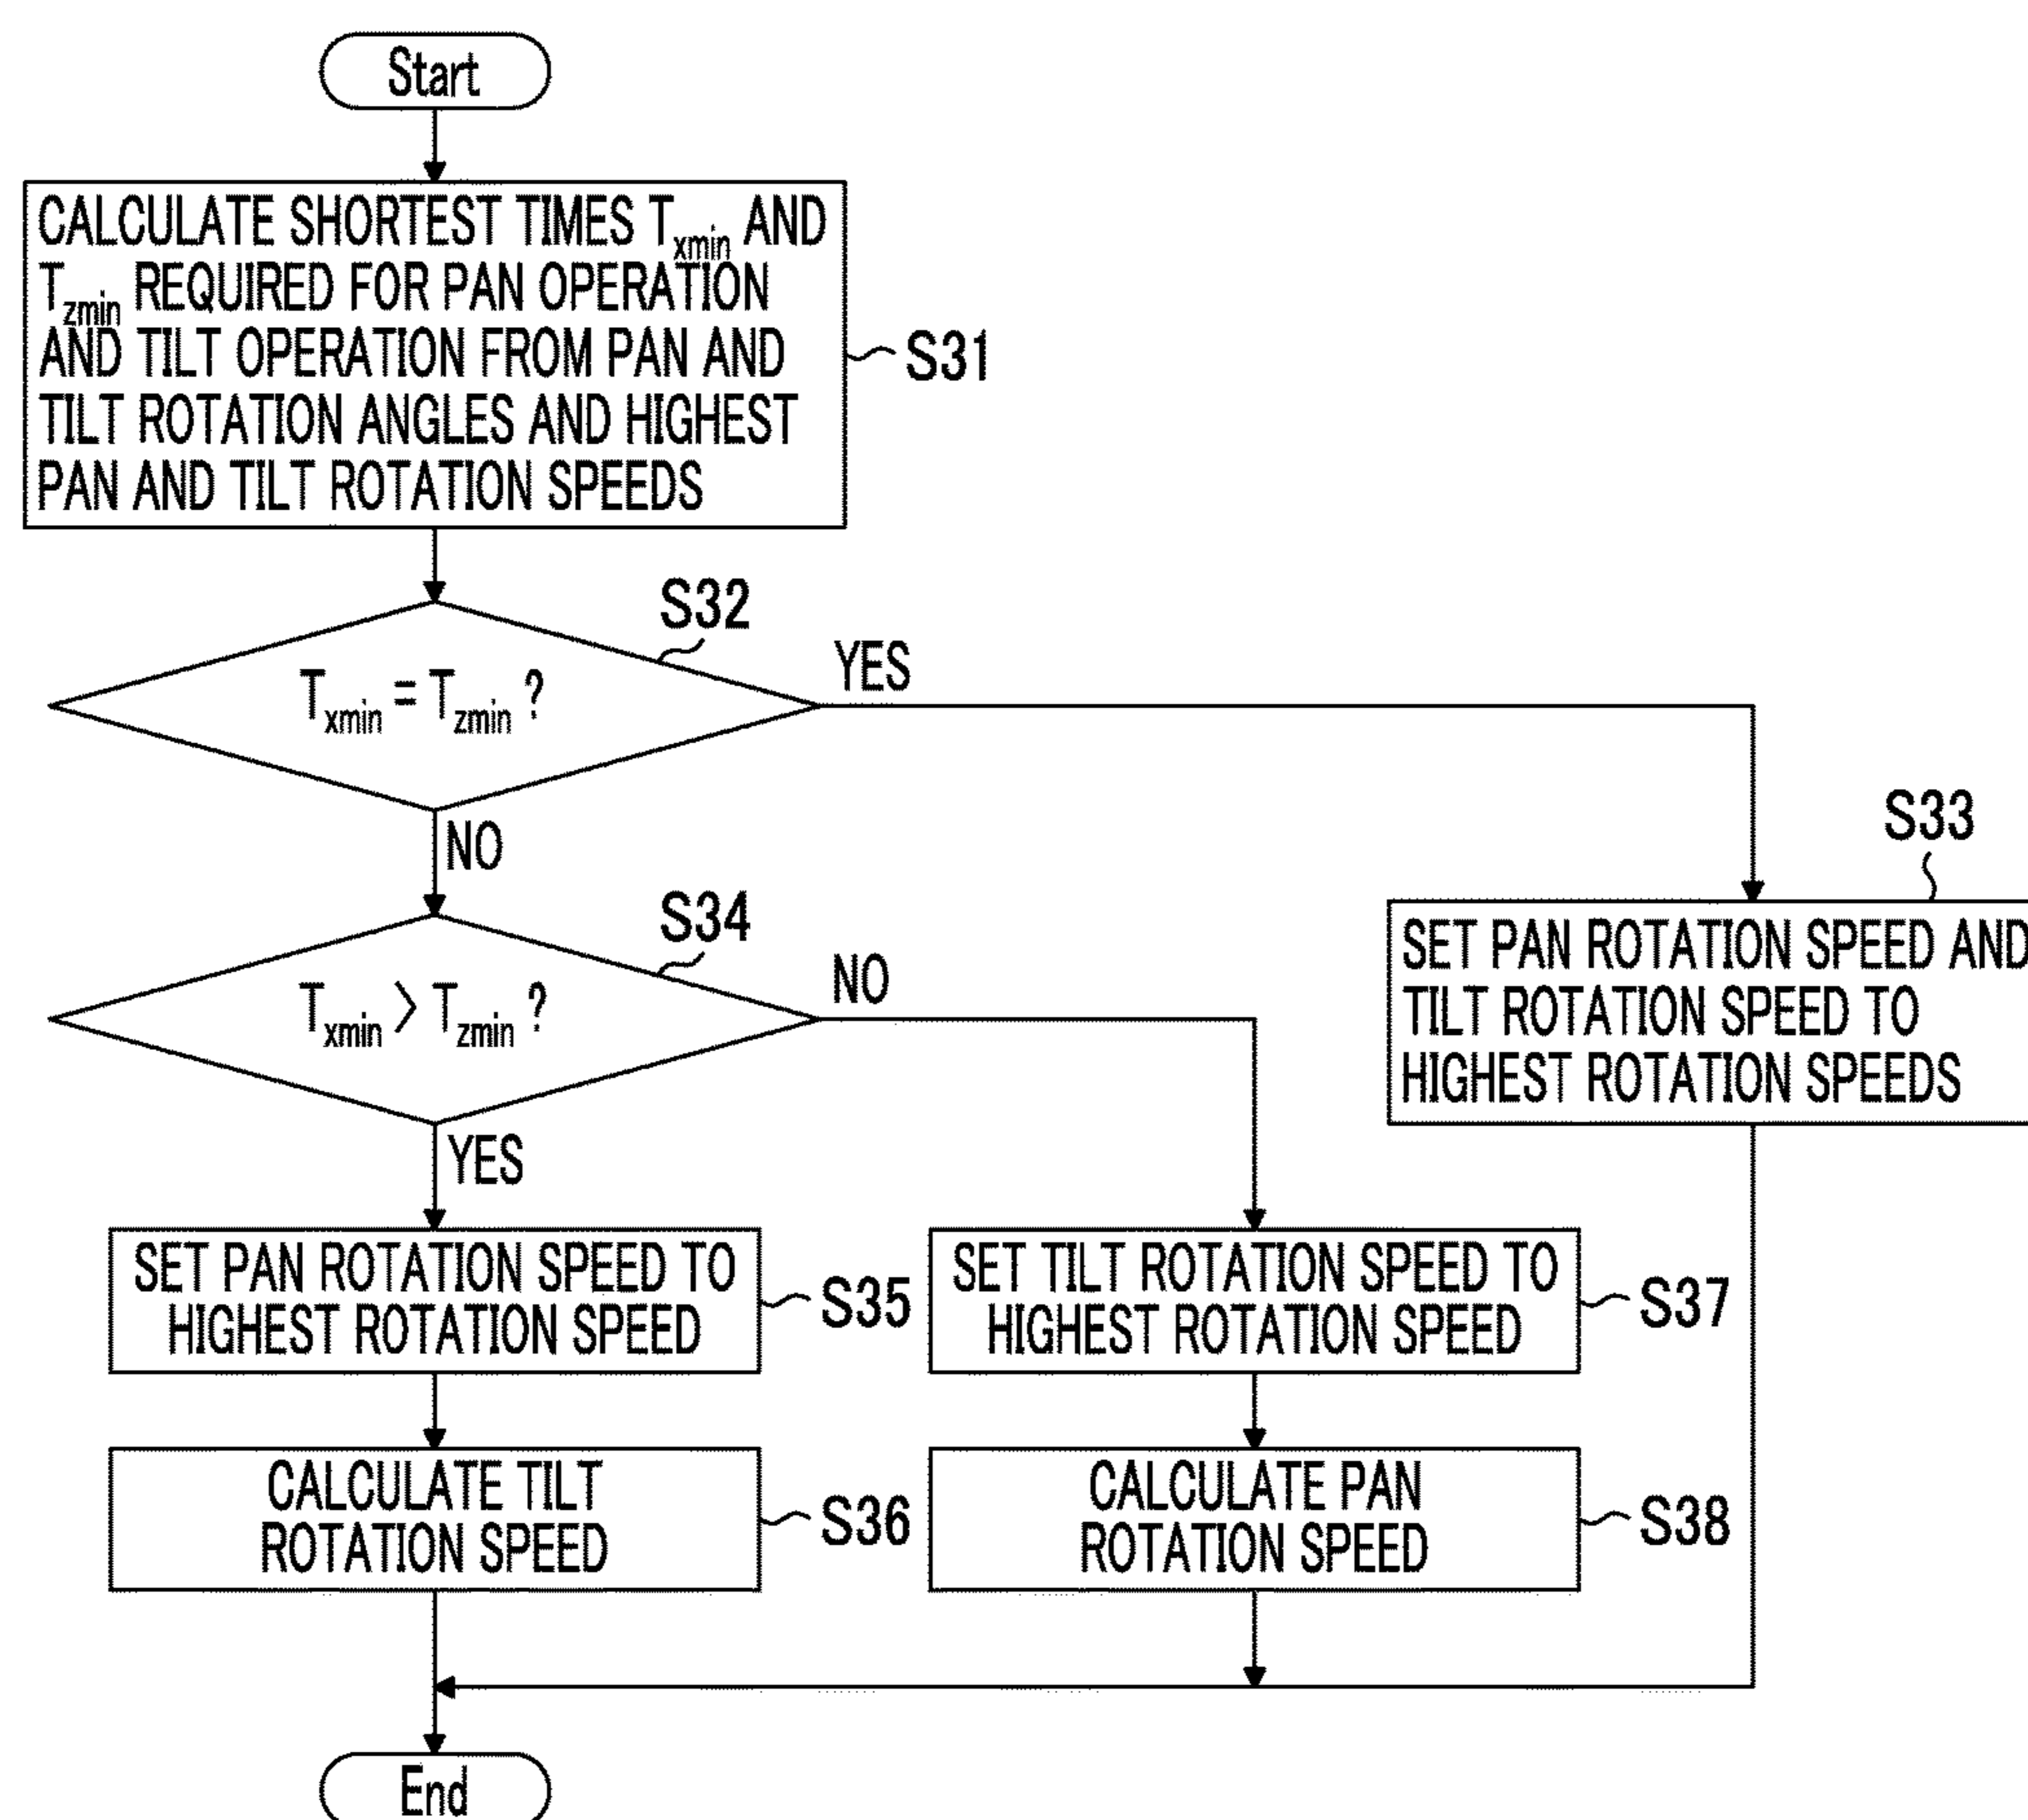 Start
CALCULATE SHORTEST TIMES Txmin AND
Tzmin REQUIRED FOR PAN OPERATION
AND TILT OPERATION FROM PAN AND
TILT ROTATION ANGLES AND HIGHEST
PAN AND TILT ROTATION SPEEDS
S31
S32
Txmin = Tzmin ?
YES
NO
S33
SET PAN ROTATION SPEED AND
TILT ROTATION SPEED TO
HIGHEST ROTATION SPEEDS
S34
Txmin > Tzmin ?
NO
YES
SET PAN ROTATION SPEED TO
HIGHEST ROTATION SPEED
S35
SET TILT ROTATION SPEED TO
HIGHEST ROTATION SPEED
S37
CALCULATE TILT
ROTATION SPEED
S36
CALCULATE PAN
ROTATION SPEED
S38
End